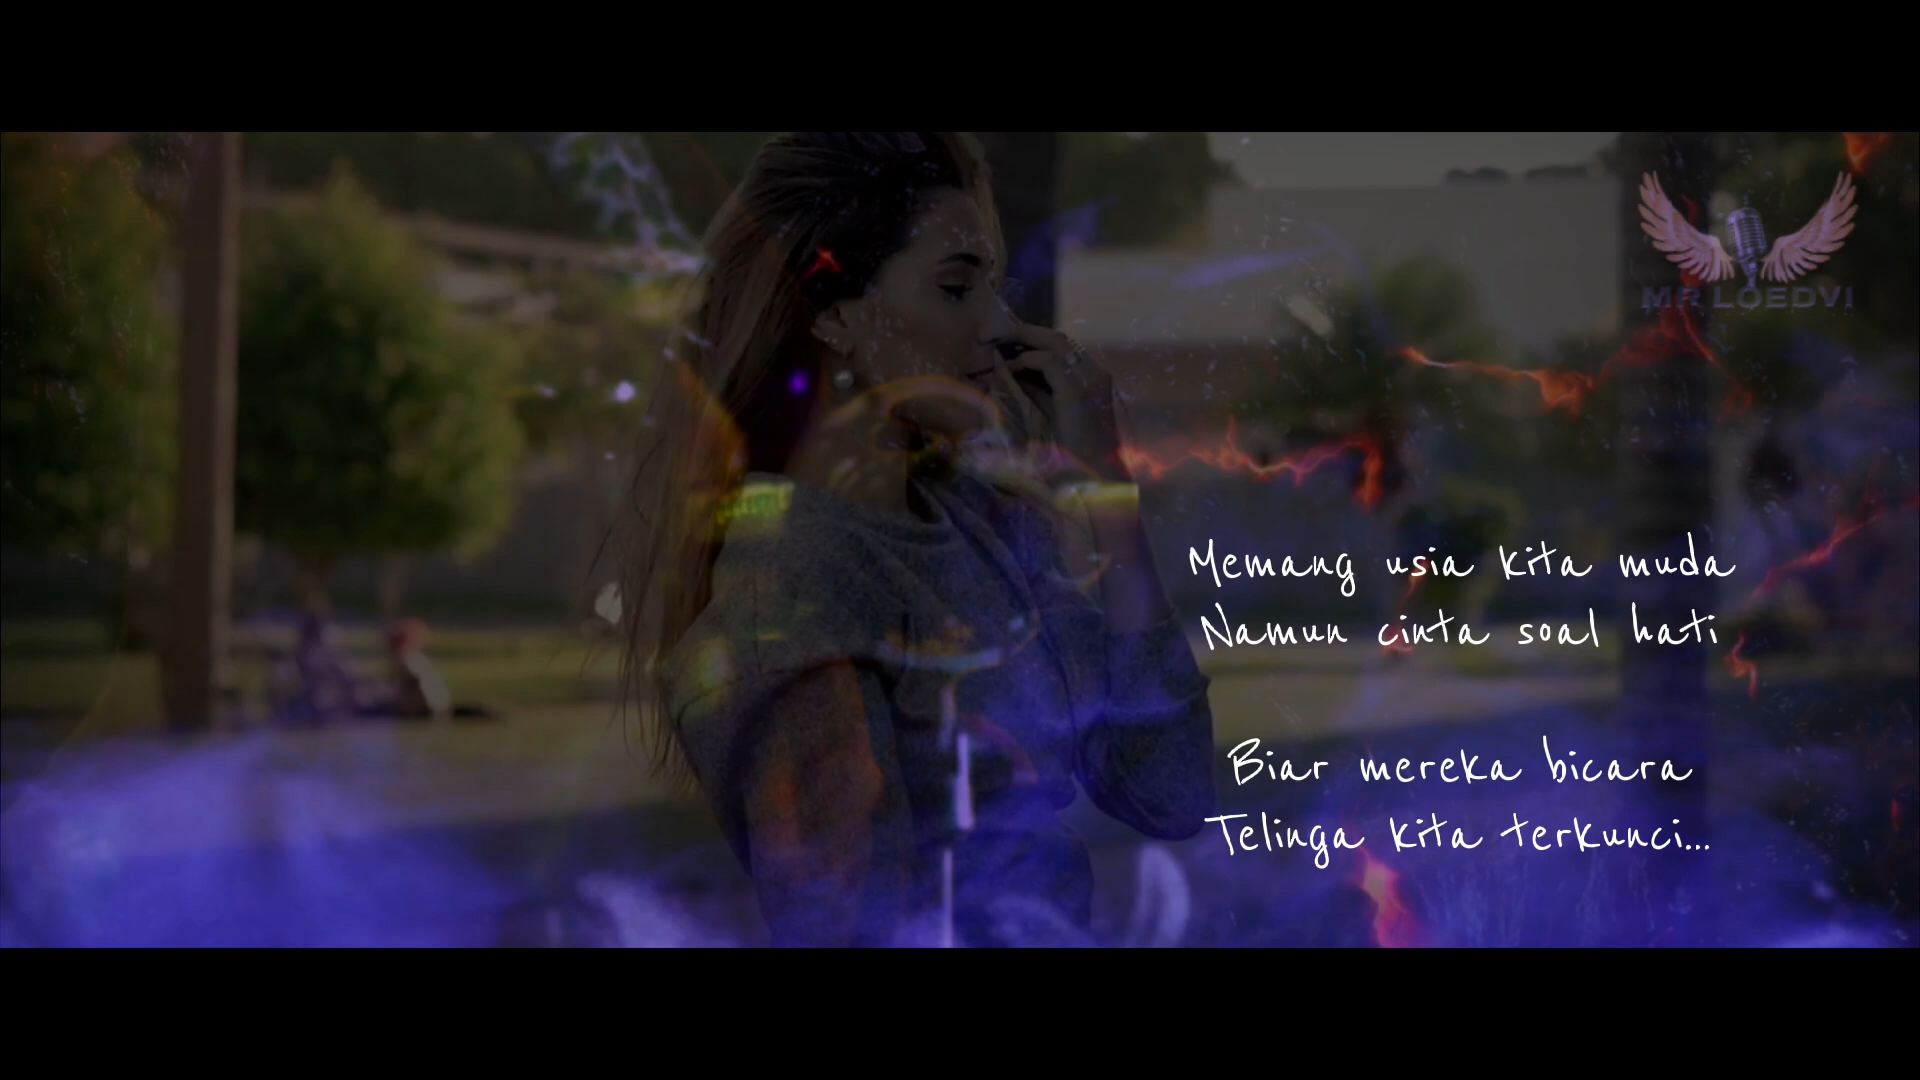 MR LOEDVI
Memang usia kita muda
Namun cinta soal hati
Biar mereka bicara
Telinga kita terkunci...